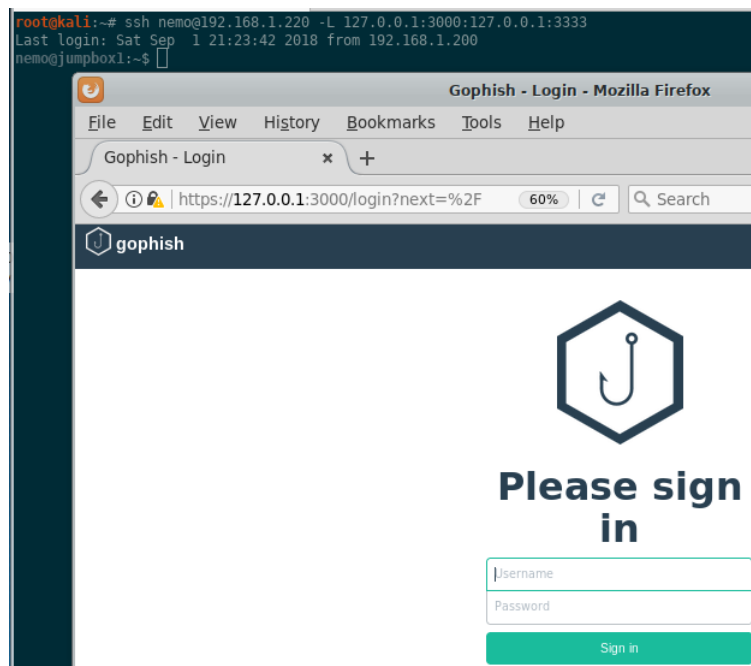 root@kali:~# ssh nemo@192.168.1.220 -L 127.0.0.1:3000:127.0.0.1:3333
Last login: Sat Sep  1 21:23:42 2018 from 192.168.1.200
nemo@jumpbox1:~$
Gophish - Login - Mozilla Firefox
File Edit View History Bookmarks Tools Help
Gophish - Login × +
https://127.0.0.1:3000/login?next=%2F 60% Search
gophish
Please sign
in
Username
Password
Sign in